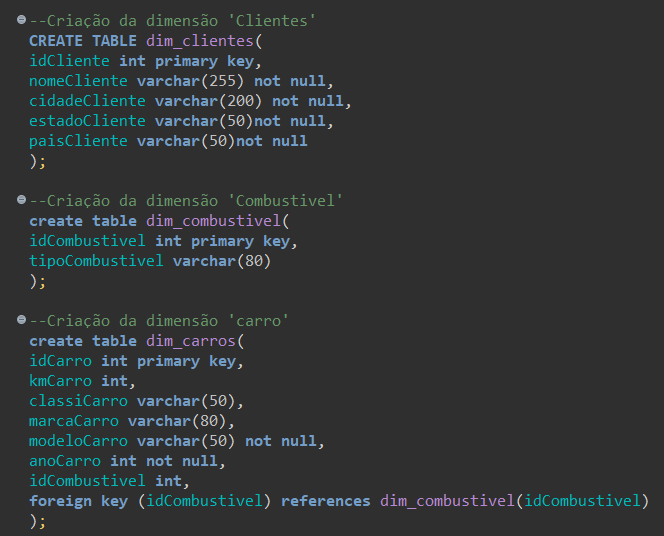 --Criação da dimensão 'Clientes'
CREATE TABLE dim_clientes(
idCliente int primary key,
nomeCliente varchar(255) not null,
cidadeCliente varchar(200) not null,
estadoCliente varchar(50)not null,
paisCliente varchar(50)not null
);
--Criação da dimensão 'Combustivel'
create table dim_combustivel(
idCombustivel int primary key,
tipoCombustivel varchar(80)
);
--Criação da dimensão 'carro'
create table dim_carros(
idCarro int primary key,
kmCarro int,
classiCarro varchar(50),
marcaCarro varchar(80),
modeloCarro varchar(50) not null,
anoCarro int not null,
idCombustivel int,
foreign key (idCombustivel) references dim_combustivel(idCombustivel)
);